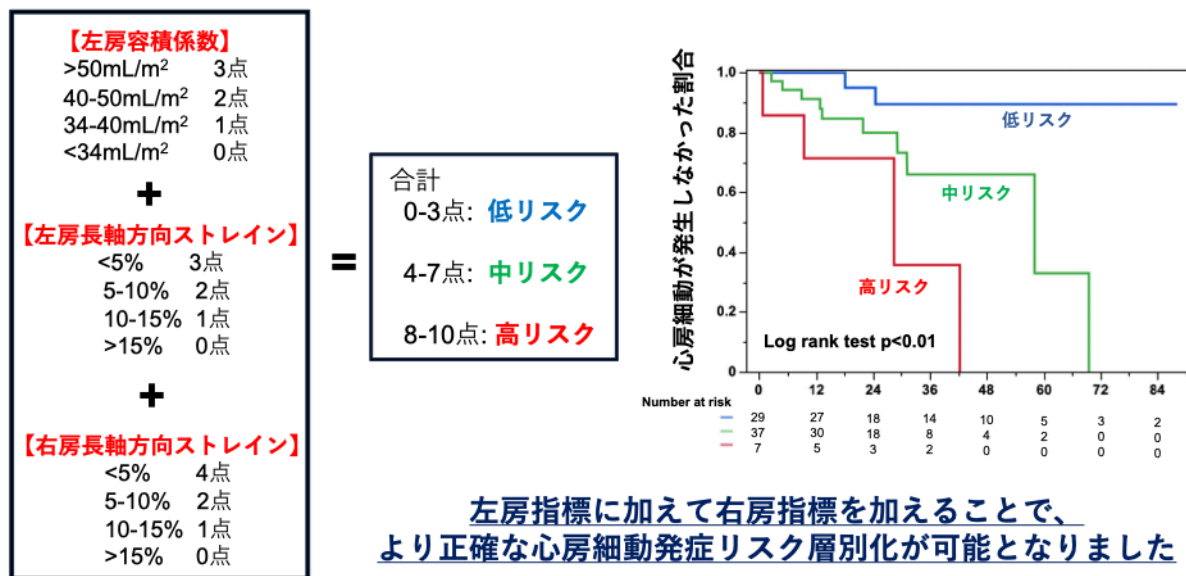 【左房容積係数】
>50mL/m² 3点
40-50mL/m² 2点
34-40mL/m² 1点
<34mL/m² 0点
+
【左房長軸方向ストレイン】
<5% 3点
5-10% 2点
10-15% 1点
>15% 0点
+
【右房長軸方向ストレイン】
<5% 4点
5-10% 2点
10-15% 1点
>15% 0点
=
合計
0-3点: 低リスク
4-7点: 中リスク
8-10点: 高リスク
心房細動が発生しなかった割合
1.0
0.8
0.6
0.4
0.2
0
低リスク
中リスク
高リスク
Log rank test p<0.01
0 12 24 36 48 60 72 84
Number at risk
29 27 18 14 10 5 3 2
37 30 18 8 4 2 0 0
7 5 3 2 0 0 0 0
左房指標に加えて右房指標を加えることで、
より正確な心房細動発症リスク層別化が可能となりました